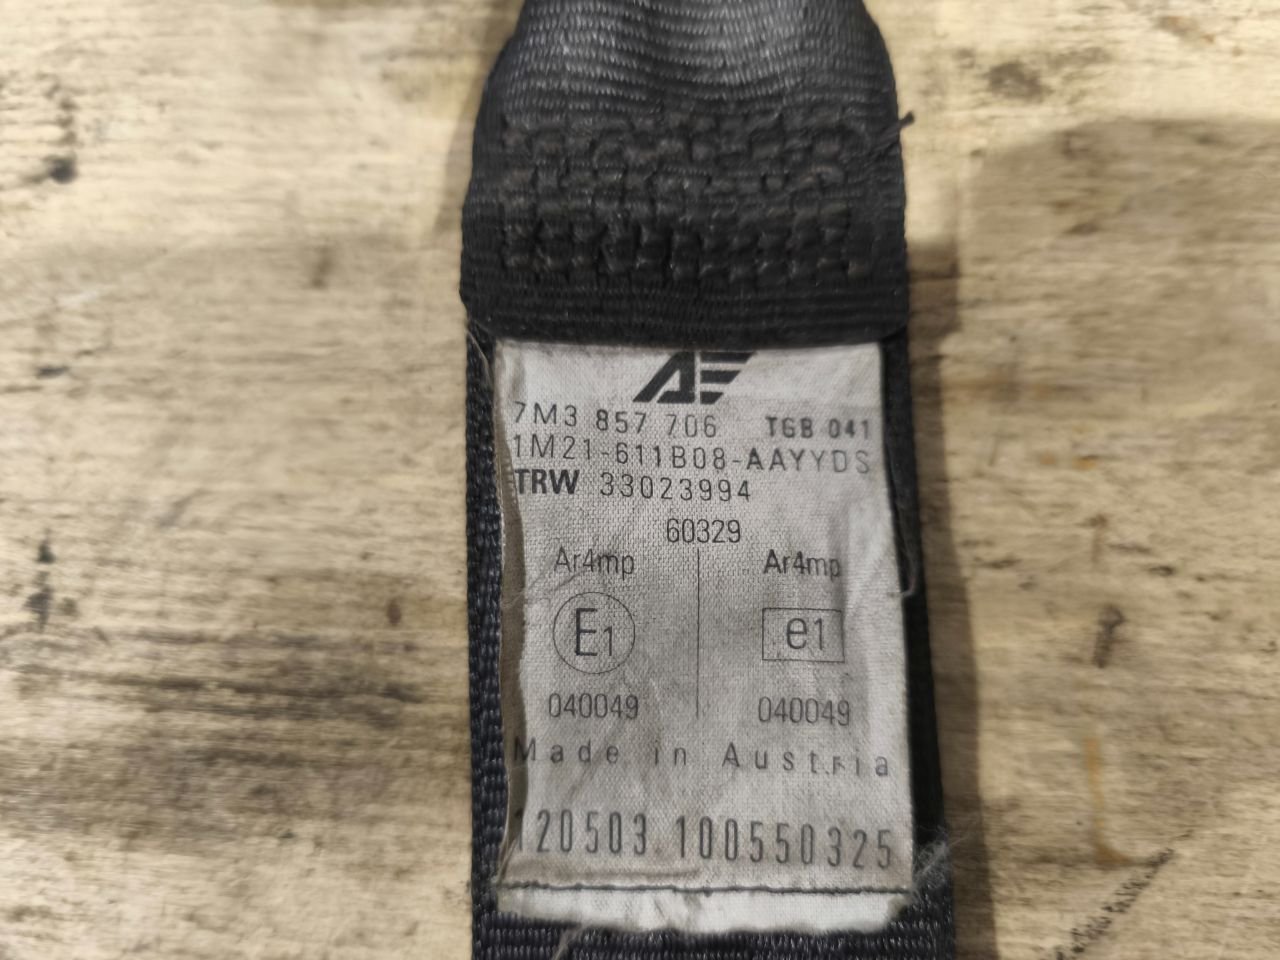 AE
7M3 857 706 TGB 041
1M21-611B08-AAYYDS
TRW 33023994
60329
Ar4mp Ar4mp
E1 e1
040049 040049
Made in Austria
120503 100550325